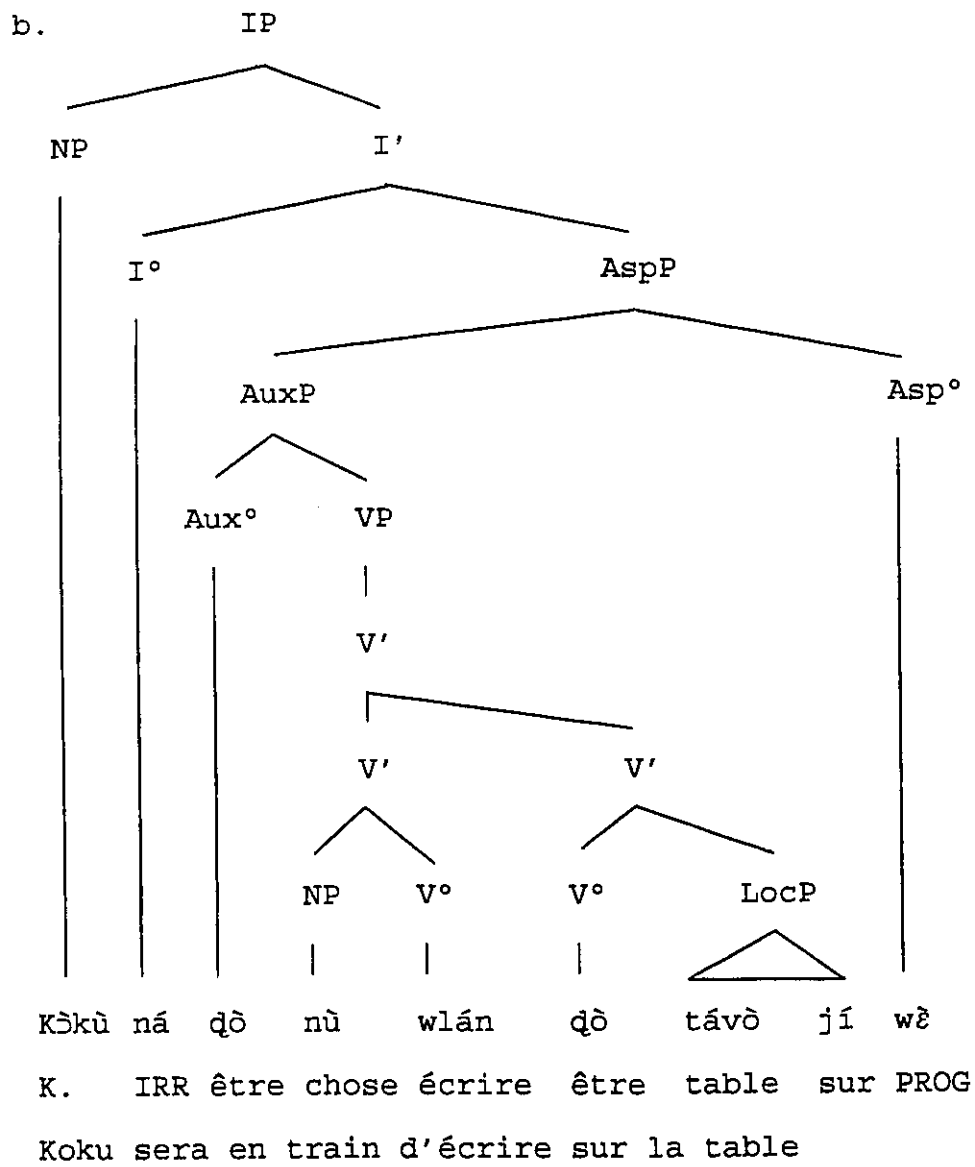 b. IP
NP I'
I° AspP
AuxP Asp°
Aux° VP
V'
V' V'
NP V° V° LocP
Kɔ̀kù ná ɖò nù wlán ɖò távò jí wɛ̀
K. IRR être chose écrire être table sur PROG
Koku sera en train d'écrire sur la table